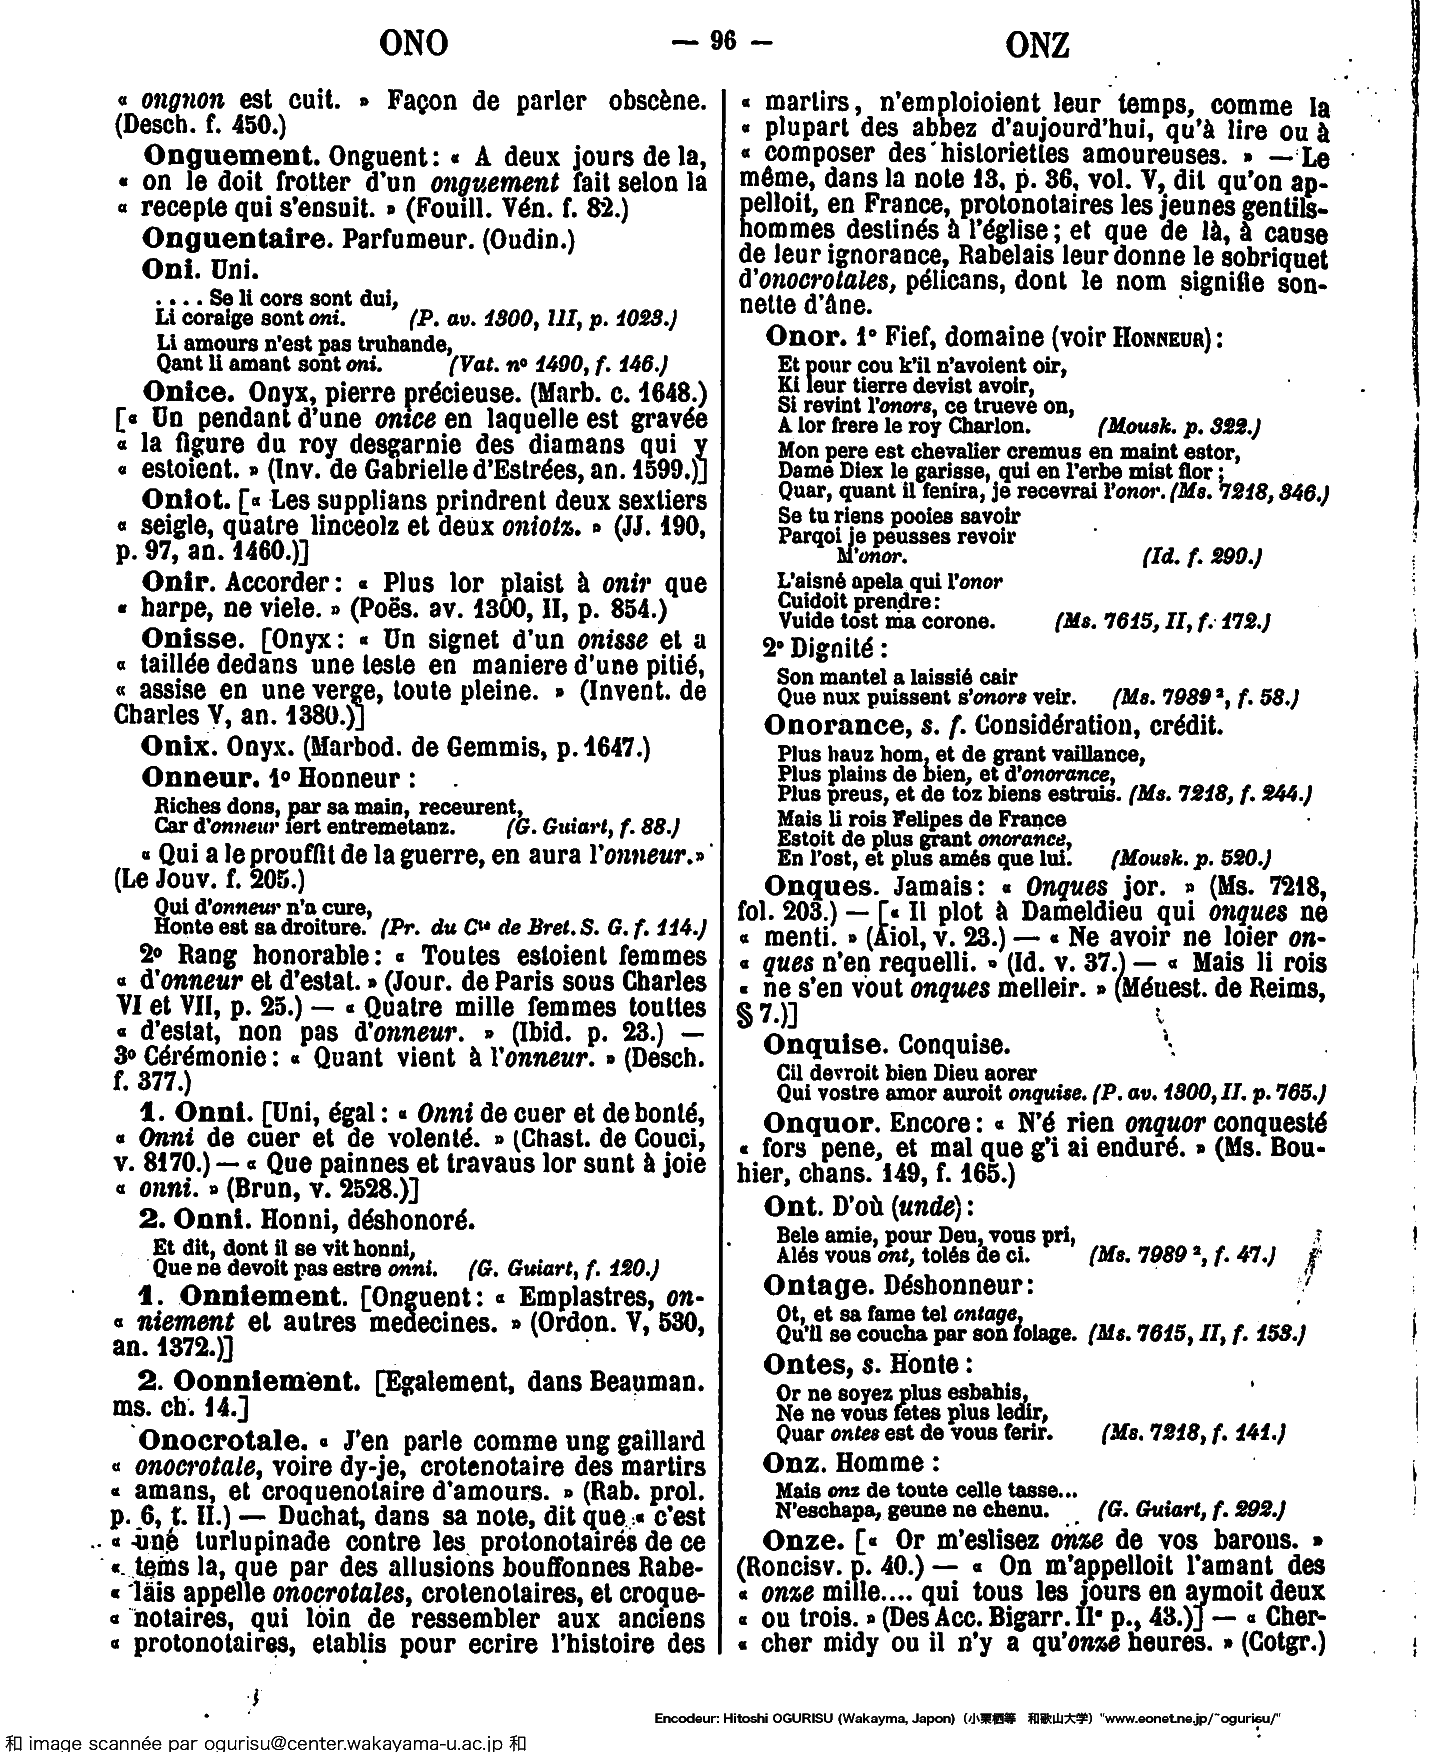 ONO — 96 — ONZ
« ongnon est cuit. » Façon de parler obscène.
(Desch. f. 450.)
Onguement. Onguent : « A deux jours de la,
« on le doit frotter d'un onguement fait selon la
« recepte qui s'ensuit. » (Fouill. Vén. f. 82.)
Onguentaire. Parfumeur. (Oudin.)
Oni. Uni.
.... Se li cors sont dui,
Li coraige sont oni. (P. av. 1300, III, p. 1023.)
Li amours n'est pas truhande,
Qant li amant sont oni. (Vat. nº 1490, f. 146.)
Onice. Onyx, pierre précieuse. (Marb. c. 1648.)
[« Un pendant d'une onice en laquelle est gravée
« la figure du roy desgarnie des diamans qui y
« estoient. » (Inv. de Gabrielle d'Estrées, an. 1599.)]
Oniot. [« Les supplians prindrent deux sextiers
« seigle, quatre linceolz et deux oniotz. » (JJ. 190,
p. 97, an. 1460.)]
Onir. Accorder : « Plus lor plaist à onir que
« harpe, ne viele. » (Poës. av. 1300, II, p. 854.)
Onisse. [Onyx : « Un signet d'un onisse et a
« taillée dedans une teste en maniere d'une pitié,
« assise en une verge, toute pleine. » (Invent. de
Charles V, an. 1380.)]
Onix. Onyx. (Marbod. de Gemmis, p. 1647.)
Onneur. 1º Honneur :
Riches dons, par sa main, receurent,
Car d'onneur iert entremetanz. (G. Guiart, f. 88.)
« Qui a le prouffit de la guerre, en aura l'onneur.»
(Le Jouv. f. 205.)
Qui d'onneur n'a cure,
Honte est sa droiture. (Pr. du Cte de Bret. S. G. f. 114.)
2º Rang honorable : « Toutes estoient femmes
« d'onneur et d'estat. » (Jour. de Paris sous Charles
VI et VII, p. 25.) — « Quatre mille femmes touttes
« d'estat, non pas d'onneur. » (Ibid. p. 23.) —
3º Cérémonie : « Quant vient à l'onneur. » (Desch.
f. 377.)
1. Onni. [Uni, égal : « Onni de cuer et de bonté,
« Onni de cuer et de volenté. » (Chast. de Couci,
v. 8170.) — « Que painnes et travaus lor sunt à joie
« onni. » (Brun, v. 2528.)]
2. Onni. Honni, déshonoré.
Et dit, dont il se vit honni,
Que ne devoit pas estre onni. (G. Guiart, f. 120.)
1. Onniement. [Onguent : « Emplastres, on-
« niement et autres medecines. » (Ordon. V, 530,
an. 1372.)]
2. Oonniement. [Egalement, dans Beauman.
ms. ch. 14.]
Onocrotale. « J'en parle comme ung gaillard
« onocrotale, voire dy-je, crotenotaire des martirs
« amans, et croquenotaire d'amours. » (Rab. prol.
p. 6, t. II.) — Duchat, dans sa note, dit que « c'est
« une turlupinade contre les protonotairés de ce
« tems la, que par des allusions bouffonnes Rabe-
« lais appelle onocrotales, crotenotaires, et croque-
« notaires, qui loin de ressembler aux anciens
« protonotaires, etablis pour ecrire l'histoire des
« martirs, n'emploioient leur temps, comme la
« plupart des abbez d'aujourd'hui, qu'à lire ou à
« composer des historiettes amoureuses. » — Le
même, dans la note 13, p. 36, vol. V, dit qu'on ap-
pelloit, en France, protonotaires les jeunes gentils-
hommes destinés à l'église ; et que de là, à cause
de leur ignorance, Rabelais leur donne le sobriquet
d'onocrotales, pélicans, dont le nom signifie son-
nette d'âne.
Onor. 1º Fief, domaine (voir HONNEUR) :
Et pour cou k'il n'avoient oir,
Ki leur tierre devist avoir,
Si revint l'onors, ce trueve on,
A lor frere le roy Charlon. (Mousk. p. 322.)
Mon pere est chevalier cremus en maint estor,
Dame Diex le garisse, qui en l'erbe mist flor ;
Quar, quant il fenira, je recevrai l'onor. (Ms. 7218, 346.)
Se tu riens pooies savoir
Parqoi je peusses revoir
M'onor. (Id. f. 290.)
L'aisné apela qui l'onor
Cuidoit prendre :
Vuide tost ma corone. (Ms. 7615, II, f. 172.)
2º Dignité :
Son mantel a laissié cair
Que nux puissent s'onors veir. (Ms. 7989 ², f. 58.)
Onorance, s. f. Considération, crédit.
Plus hauz hom, et de grant vaillance,
Plus plains de bien, et d'onorance,
Plus preus, et de toz biens estruis. (Ms. 7218, f. 244.)
Mais li rois Felipes de France
Estoit de plus grant onorance,
En l'ost, et plus amés que lui. (Mousk. p. 520.)
Onques. Jamais : « Onques jor. » (Ms. 7218,
fol. 203.) — [« Il plot à Dameldieu qui onques ne
« menti. » (Aiol, v. 23.) — « Ne avoir ne loier on-
« ques n'en requelli. » (Id. v. 37.) — « Mais li rois
« ne s'en vout onques melleir. » (Ménest. de Reims,
§ 7.)]
Onquise. Conquise.
Cil devroit bien Dieu aorer
Qui vostre amor auroit onquise. (P. av. 1300, II. p. 765.)
Onquor. Encore : « N'é rien onquor conquesté
« fors pene, et mal que g'i ai enduré. » (Ms. Bou-
hier, chans. 149, f. 165.)
Ont. D'où (unde) :
Bele amie, pour Deu, vous pri,
Alés vous ont, tolés de ci. (Ms. 7989 ², f. 47.)
Ontage. Déshonneur :
Ot, et sa fame tel ontage,
Qu'il se coucha par son folage. (Ms. 7615, II, f. 153.)
Ontes, s. Honte :
Or ne soyez plus esbahis,
Ne ne vous fetes plus ledir,
Quar ontes est de vous ferir. (Ms. 7218, f. 141.)
Onz. Homme :
Mais onz de toute celle tasse...
N'eschapa, geune ne chenu. (G. Guiart, f. 292.)
Onze. [« Or m'eslisez onze de vos barons. »
(Roncisv. p. 40.) — « On m'appelloit l'amant des
« onze mille.... qui tous les jours en aymoit deux
« ou trois. » (Des Acc. Bigarr. IIe p., 43.)] — « Cher-
« cher midy ou il n'y a qu'onze heures. » (Cotgr.)
Encodeur: Hitoshi OGURISU (Wakayma, Japon) (小栗栖等 和歌山大学) "www.eonet.ne.jp/~ogurisu/"
和 image scannée par ogurisu@center.wakayama-u.ac.jp 和